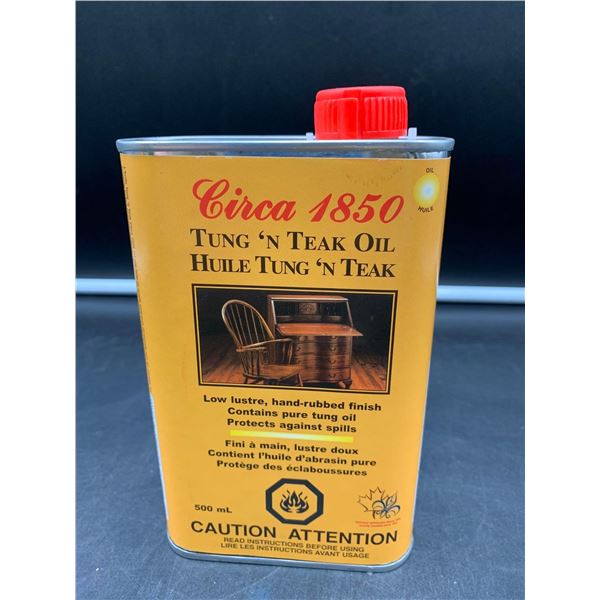 OIL
HUILE
Circa 1850
TUNG ‘N TEAK OIL
HUILE TUNG ‘N TEAK
Low lustre, hand-rubbed finish
Contains pure tung oil
Protects against spills
Fini à main, lustre doux
Contient l'huile d'abrasin pure
Protège des éclaboussures
500 mL
CAUTION ATTENTION
READ INSTRUCTIONS BEFORE USING
LIRE LES INSTRUCTIONS AVANT USAGE